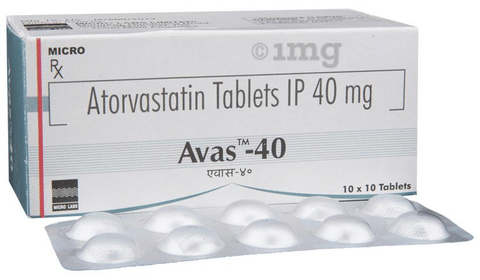 MICRO
Rx
©1mg
Atorvastatin Tablets IP 40 mg
Avas™-40
एवास-४०
10 x 10 Tablets
MICRO LABS